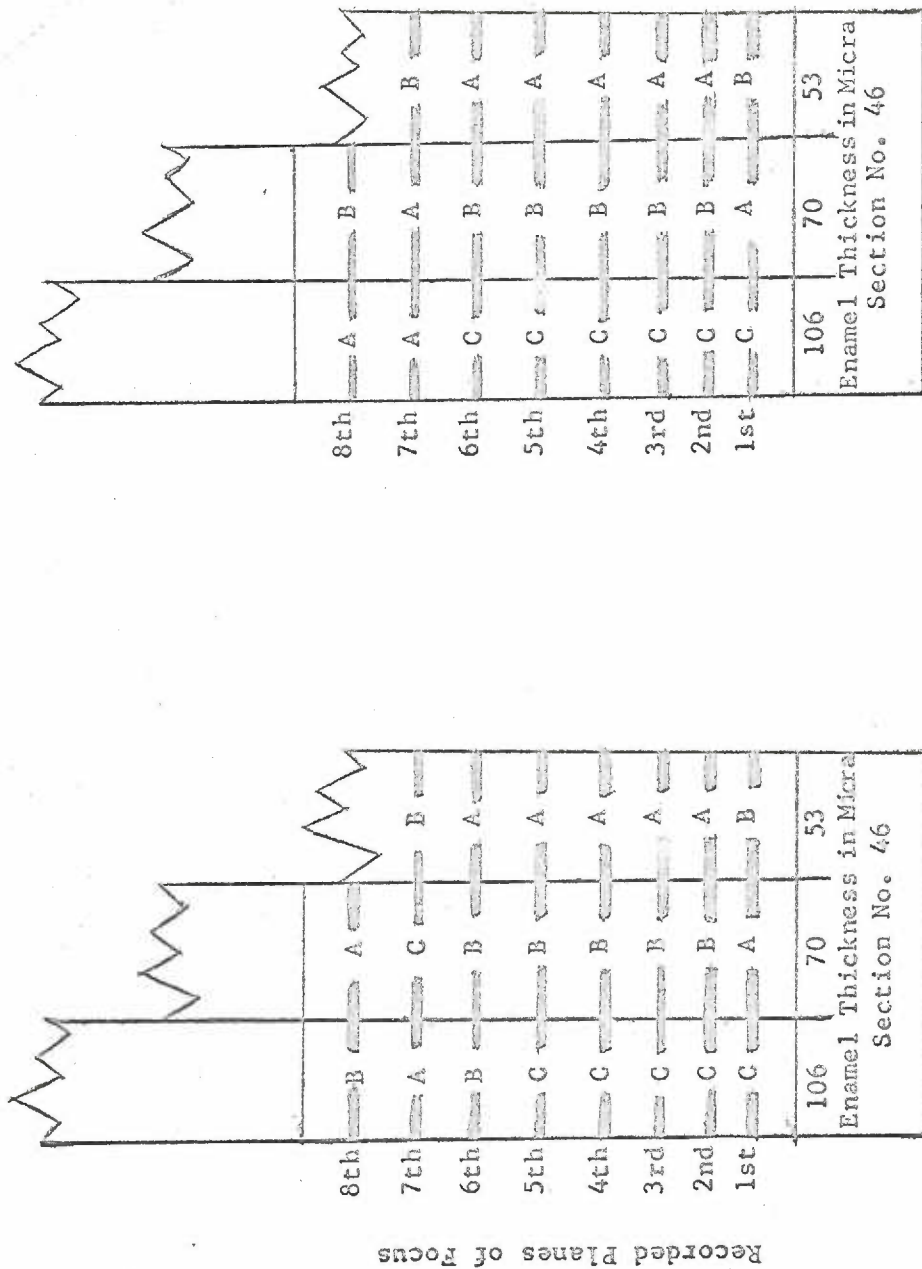 Recorded Planes of Focus
8th B A
7th A C B
6th B B A
5th C B A
4th C B A
3rd C B A
2nd C B A
1st C A B
106 70 53
Enamel Thickness in Micra
Section No. 46
8th A B
7th A A B
6th C B A
5th C B A
4th C B A
3rd C B A
2nd C B A
1st C A B
106 70 53
Enamel Thickness in Micra
Section No. 46